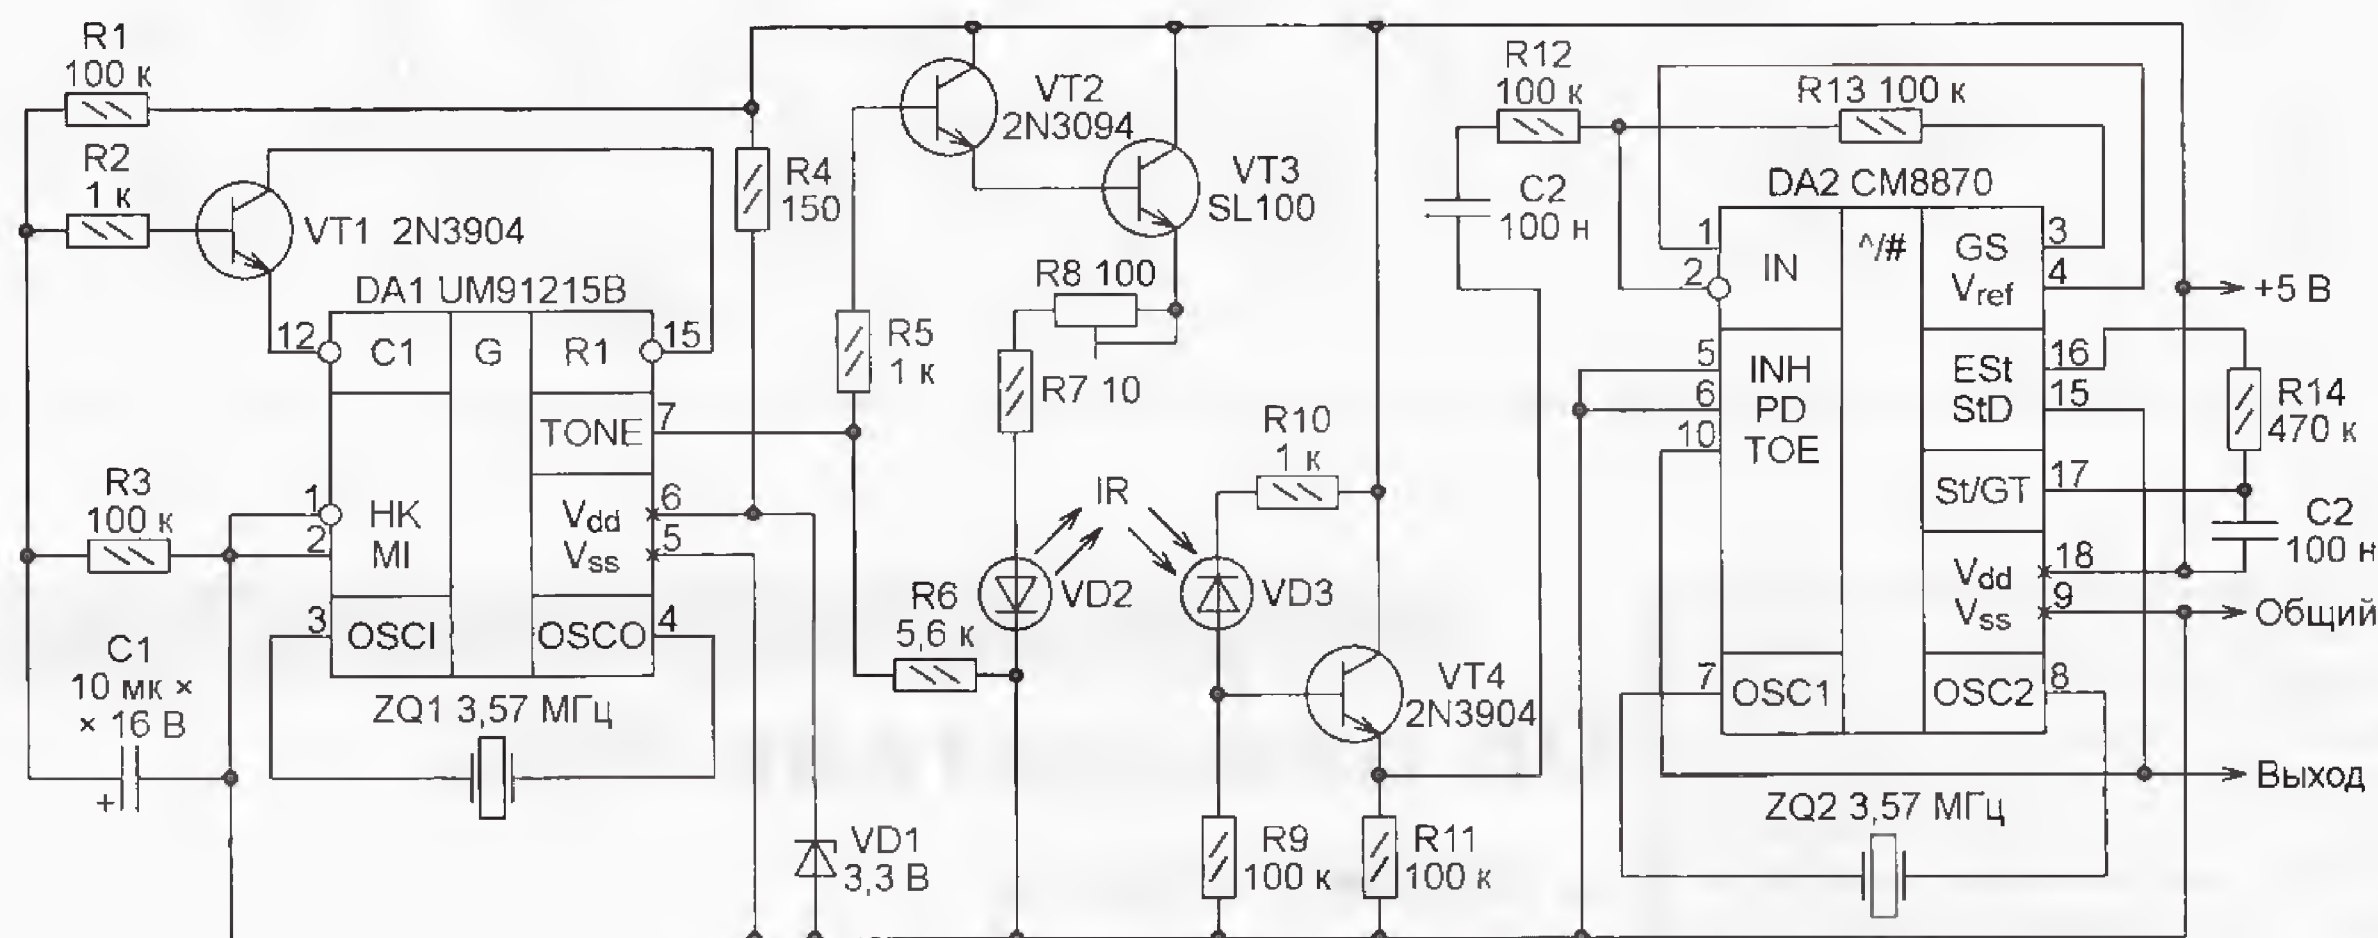 R1
100 к
R2
1 к
VT1 2N3904
DA1 UM91215B
12
C1
G
R1
15
TONE
7
R3
100 к
1
2
HK
MI
Vdd
Vss
6
5
3
OSCI
OSCO
4
C1
10 мк ×
× 16 В
+
ZQ1 3,57 МГц
R4
150
VT2
2N3094
VT3
SL100
R8 100
R5
1 к
R7 10
R6
5,6 к
IR
VD2
VD3
R10
1 к
VT4
2N3904
VD1
3,3 В
R9
100 к
R11
100 к
R12
100 к
R13 100 к
C2
100 н
DA2 CM8870
1
2
IN
^/#
GS
Vref
3
4
5
6
10
INH
PD
TOE
ESt
StD
16
15
St/GT
17
Vdd
Vss
18
9
7
OSC1
OSC2
8
ZQ2 3,57 МГц
+5 В
R14
470 к
C2
100 н
Общий
Выход